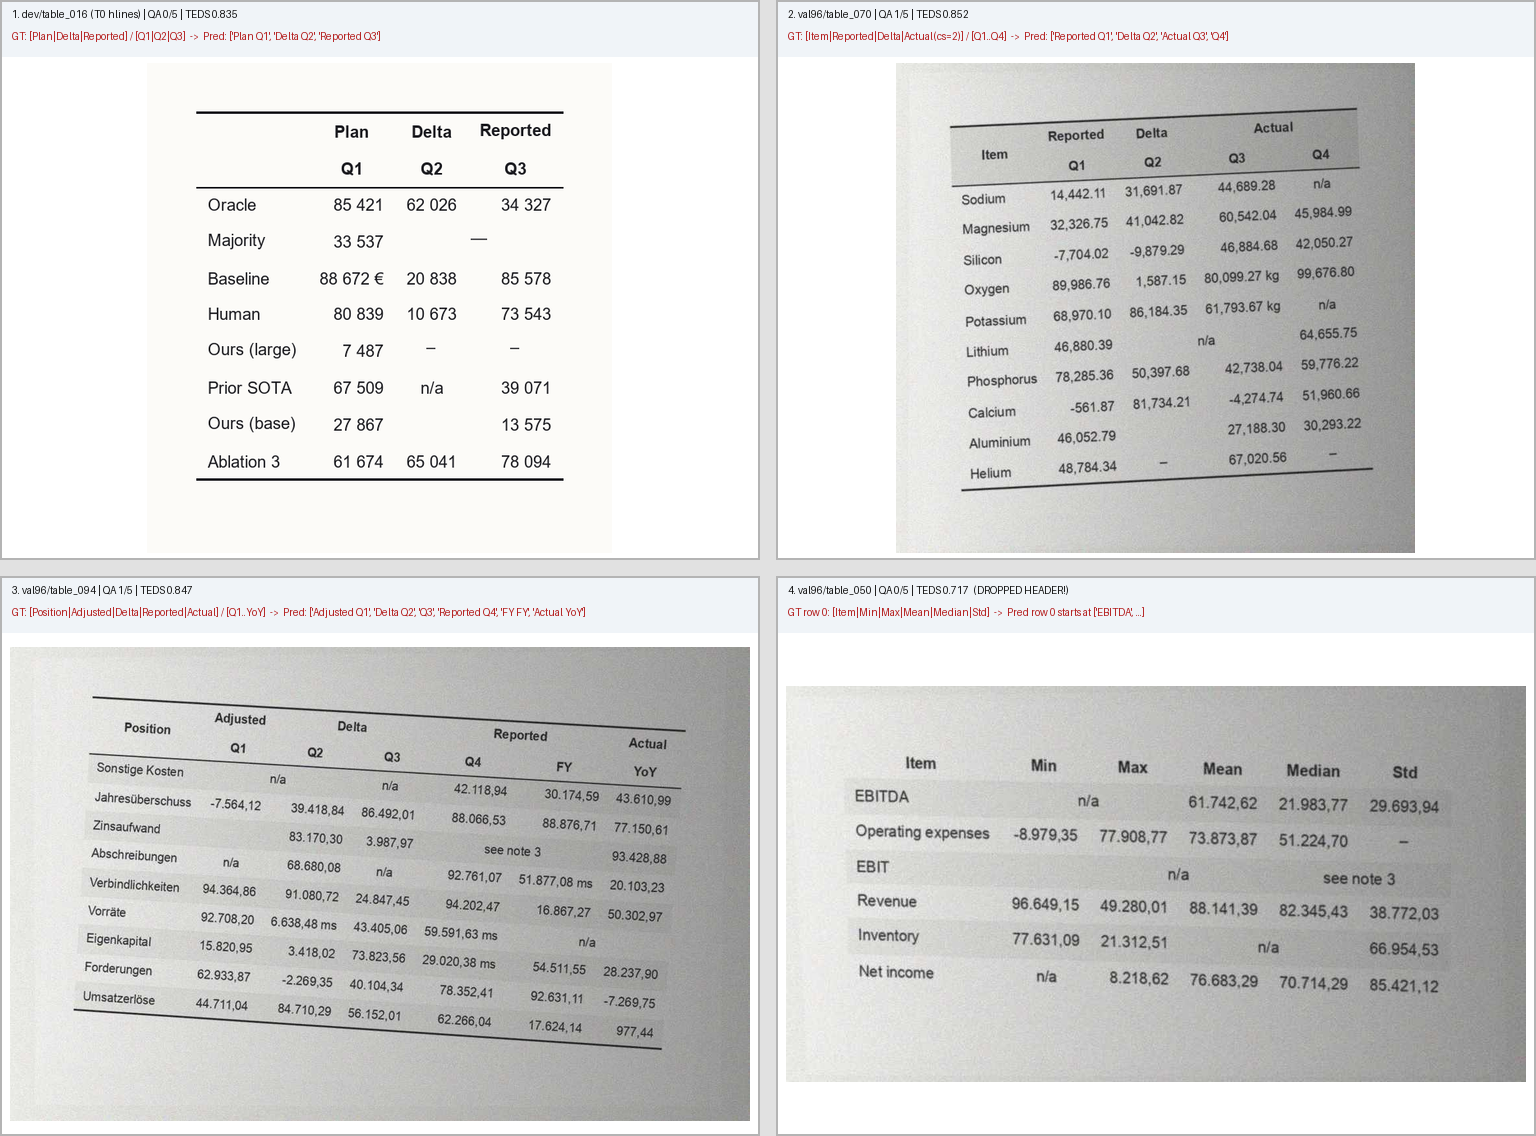 1. dev/table_016 (T0 hlines) | QA 0/5 | TEDS 0.835
GT: [Plan|Delta|Reported] / [Q1|Q2|Q3] -> Pred: ['Plan Q1', 'Delta Q2', 'Reported Q3']
Plan Delta Reported
Q1 Q2 Q3
Oracle 85 421 62 026 34 327
Majority 33 537 —
Baseline 88 672 € 20 838 85 578
Human 80 839 10 673 73 543
Ours (large) 7 487 – –
Prior SOTA 67 509 n/a 39 071
Ours (base) 27 867 13 575
Ablation 3 61 674 65 041 78 094
2. val96/table_070 | QA 1/5 | TEDS 0.852
GT: [Item|Reported|Delta|Actual(cs=2)] / [Q1..Q4] -> Pred: ['Reported Q1', 'Delta Q2', 'Actual Q3', 'Q4']
Reported Delta Actual
Item Q1 Q2 Q3 Q4
Sodium 14,442.11 31,691.87 44,689.28 n/a
Magnesium 32,326.75 41,042.82 60,542.04 45,984.99
Silicon -7,704.02 -9,879.29 46,884.68 42,050.27
Oxygen 89,986.76 1,587.15 80,099.27 kg 99,676.80
Potassium 68,970.10 86,184.35 61,793.67 kg n/a
Lithium 46,880.39 n/a 64,655.75
Phosphorus 78,285.36 50,397.68 42,738.04 59,776.22
Calcium -561.87 81,734.21 -4,274.74 51,960.66
Aluminium 46,052.79 27,188.30 30,293.22
Helium 48,784.34 – 67,020.56 –
3. val96/table_094 | QA 1/5 | TEDS 0.847
GT: [Position|Adjusted|Delta|Reported|Actual] / [Q1..YoY] -> Pred: ['Adjusted Q1', 'Delta Q2', 'Q3', 'Reported Q4', 'FY FY', 'Actual YoY']
Adjusted Delta Reported Actual
Position Q1 Q2 Q3 Q4 FY YoY
Sonstige Kosten n/a n/a 42.118,94 30.174,59 43.610,99
Jahresüberschuss -7.564,12 39.418,84 86.492,01 88.066,53 88.876,71 77.150,61
Zinsaufwand 83.170,30 3.987,97 see note 3 93.428,88
Abschreibungen n/a 68.680,08 n/a 92.761,07 51.877,08 ms 20.103,23
Verbindlichkeiten 94.364,86 91.080,72 24.847,45 94.202,47 16.867,27 50.302,97
Vorräte 92.708,20 6.638,48 ms 43.405,06 59.591,63 ms n/a
Eigenkapital 15.820,95 3.418,02 73.823,56 29.020,38 ms 54.511,55 28.237,90
Forderungen 62.933,87 -2.269,35 40.104,34 78.352,41 92.631,11 -7.269,75
Umsatzerlöse 44.711,04 84.710,29 56.152,01 62.266,04 17.624,14 977,44
4. val96/table_050 | QA 0/5 | TEDS 0.717 (DROPPED HEADER!)
GT row 0: [Item|Min|Max|Mean|Median|Std] -> Pred row 0 starts at ['EBITDA', ...]
Item Min Max Mean Median Std
EBITDA n/a 61.742,62 21.983,77 29.693,94
Operating expenses -8.979,35 77.908,77 73.873,87 51.224,70 –
EBIT n/a see note 3
Revenue 96.649,15 49.280,01 88.141,39 82.345,43 38.772,03
Inventory 77.631,09 21.312,51 n/a 66.954,53
Net income n/a 8.218,62 76.683,29 70.714,29 85.421,12